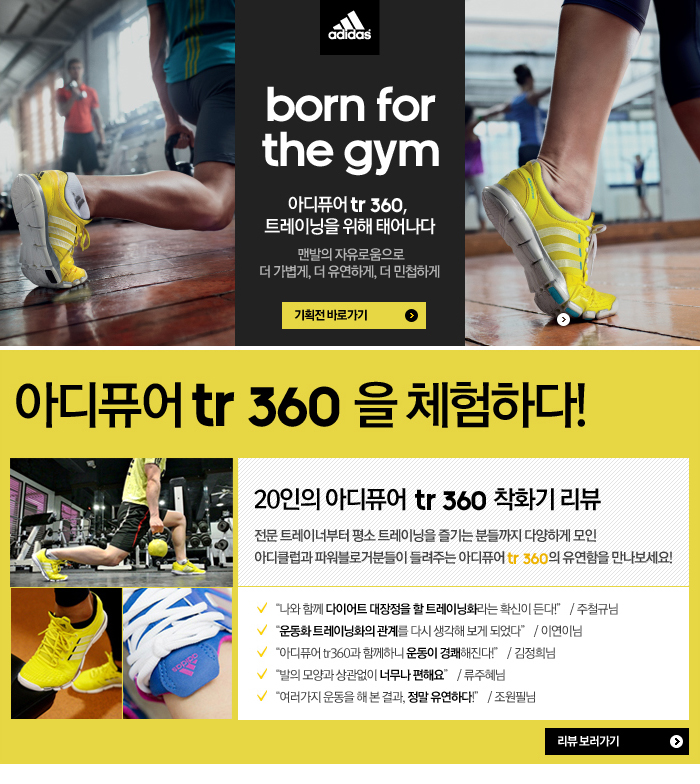 adidas
born for
the gym
아디퓨어 tr 360,
트레이닝을 위해 태어나다
맨발의 자유로움으로
더 가볍게, 더 유연하게, 더 민첩하게
기획전 바로가기
아디퓨어 tr 360 을 체험하다!
20인의 아디퓨어 tr 360 착화기 리뷰
전문 트레이너부터 평소 트레이닝을 즐기는 분들까지 다양하게 모인
아디클럽과 파워블로거분들이 들려주는 아디퓨어 tr 360의 유연함을 만나보세요!
“나와 함께 다이어트 대장정을 할 트레이닝화라는 확신이 든다!” / 주철규님
“운동화 트레이닝화의 관계를 다시 생각해 보게 되었다” / 이연이님
“아디퓨어 tr360과 함께하니 운동이 경쾌해진다!” / 김정희님
“발의 모양과 상관없이 너무나 편해요” / 류주혜님
“여러가지 운동을 해 본 결과, 정말 유연하다!” / 조원필님
adidas
리뷰 보러가기